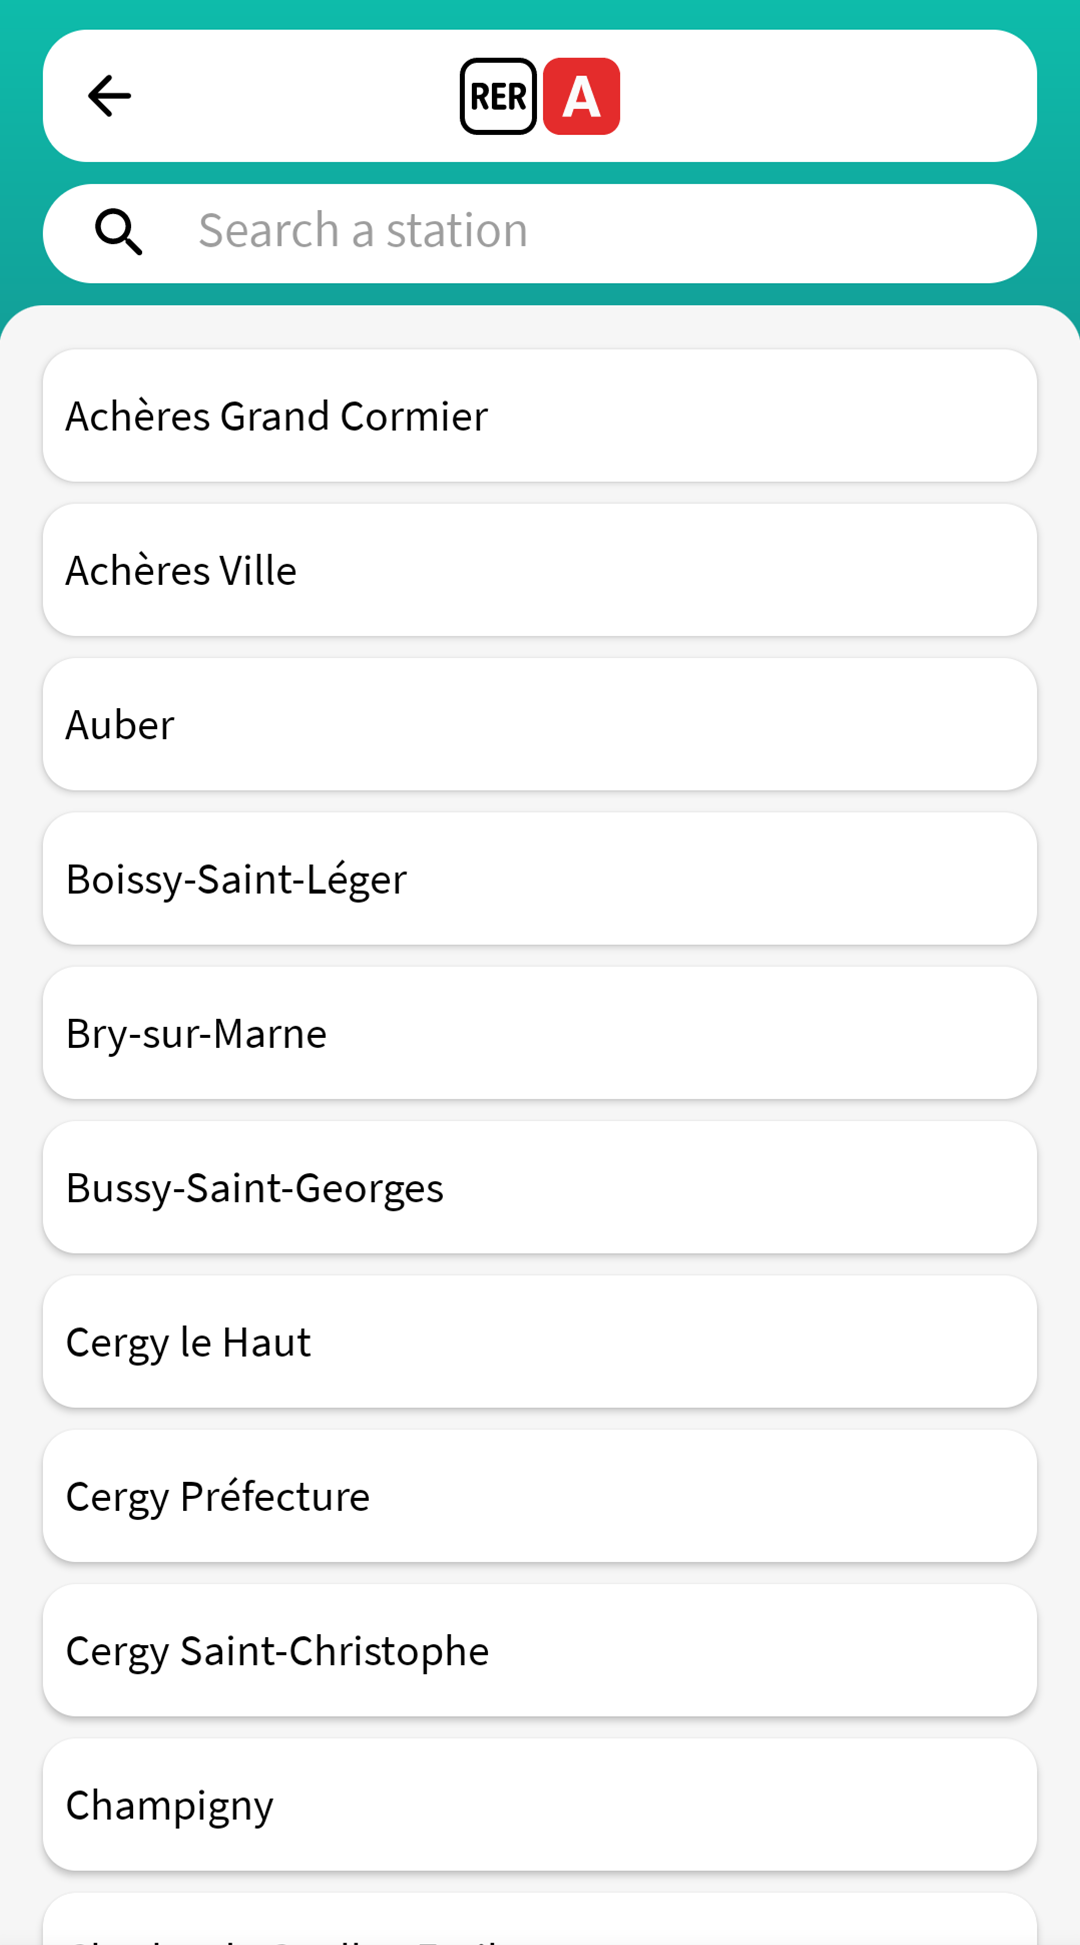 RER A
Search a station
Achères Grand Cormier
Achères Ville
Auber
Boissy-Saint-Léger
Bry-sur-Marne
Bussy-Saint-Georges
Cergy le Haut
Cergy Préfecture
Cergy Saint-Christophe
Champigny